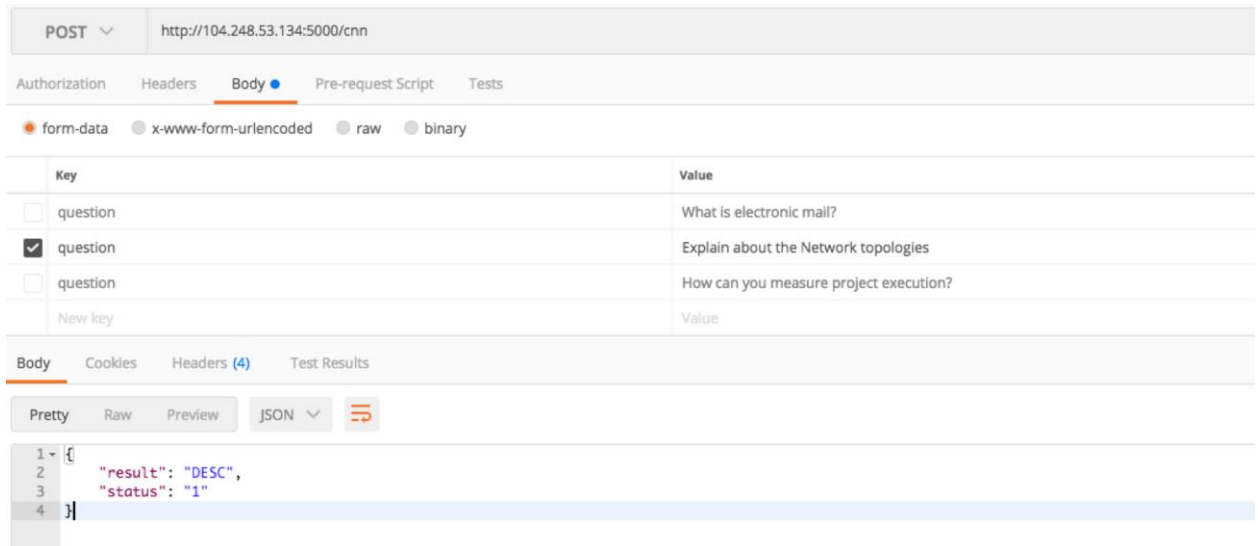 POST http://104.248.53.134:5000/cnn
Authorization Headers Body Pre-request Script Tests
form-data x-www-form-urlencoded raw binary
Key Value
question What is electronic mail?
question Explain about the Network topologies
question How can you measure project execution?
New key Value
Body Cookies Headers (4) Test Results
Pretty Raw Preview JSON
1 {
2 "result": "DESC",
3 "status": "1"
4 }